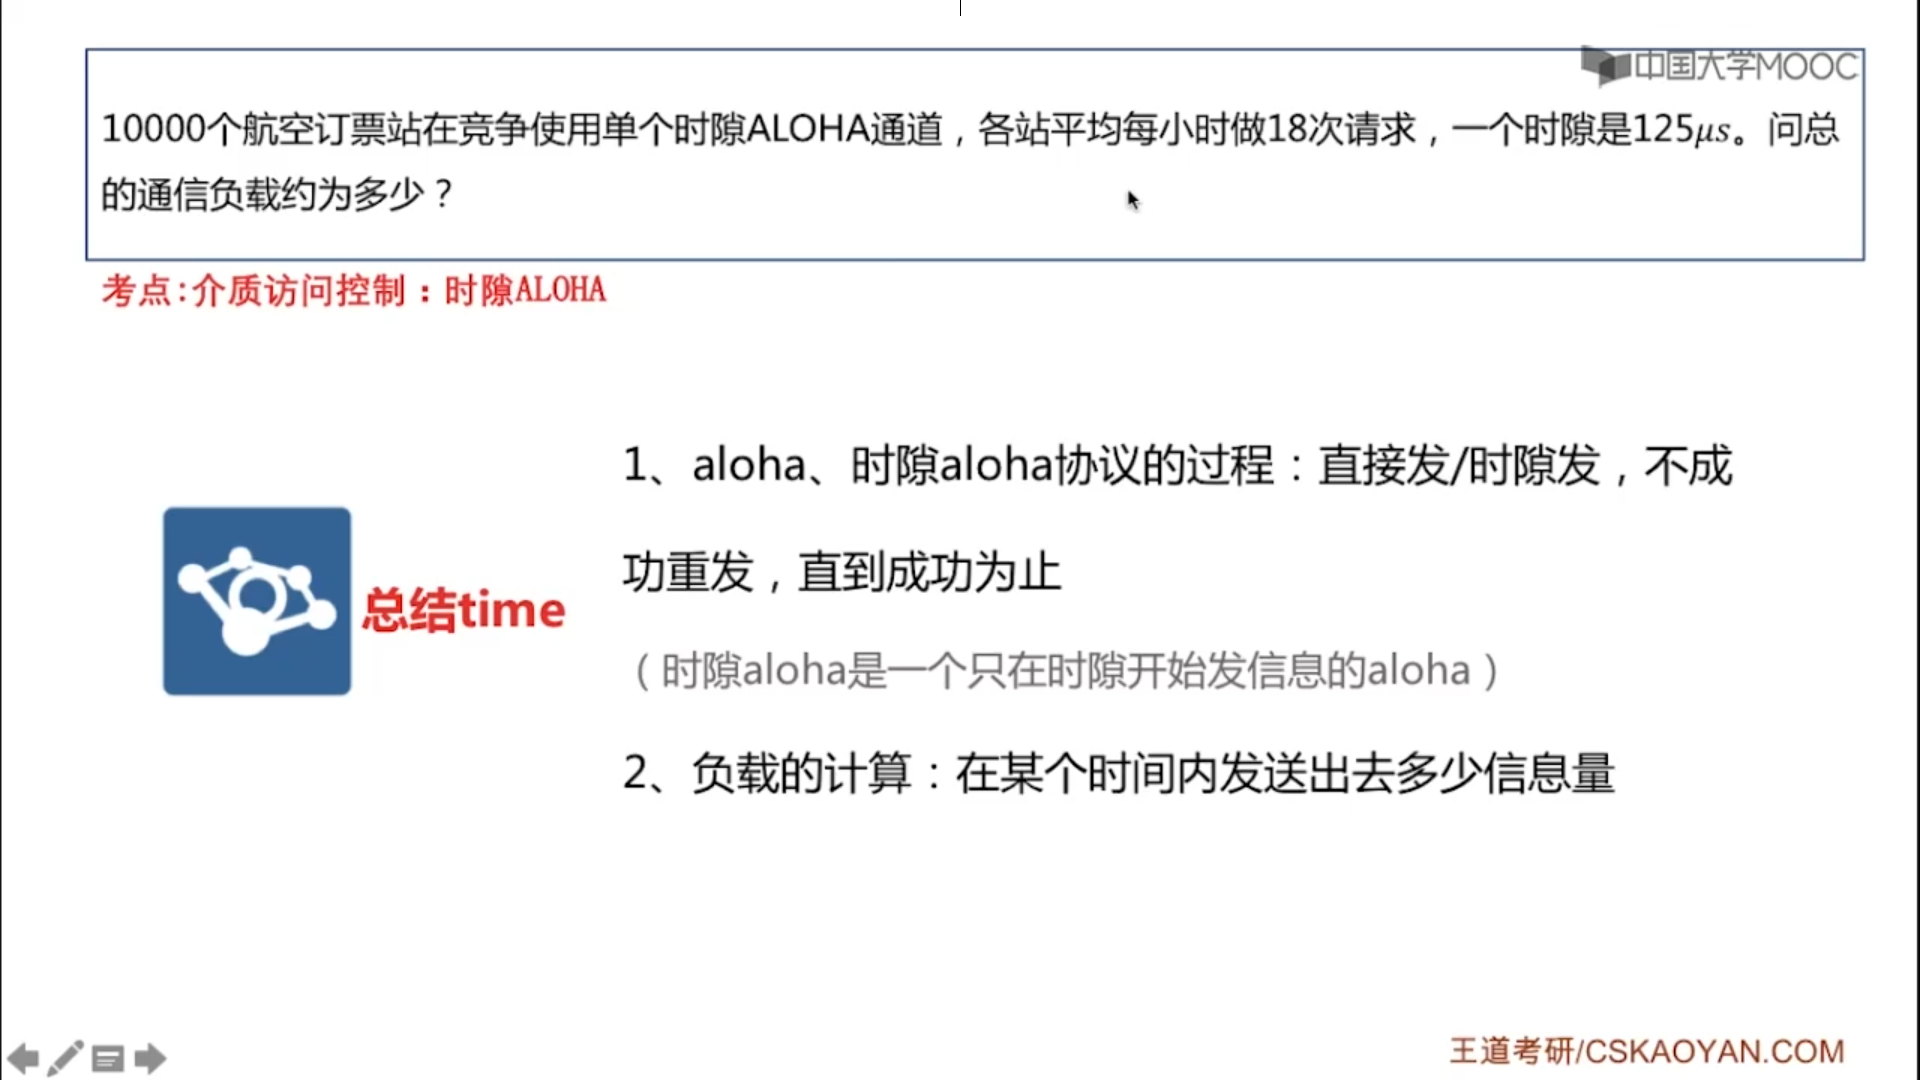 中国大学MOOC
10000个航空订票站在竞争使用单个时隙ALOHA通道，各站平均每小时做18次请求，一个时隙是125μs。问总
的通信负载约为多少？
考点:介质访问控制：时隙ALOHA
1、aloha、时隙aloha协议的过程：直接发/时隙发，不成
功重发，直到成功为止
总结time
（时隙aloha是一个只在时隙开始发信息的aloha）
2、负载的计算：在某个时间内发送出去多少信息量
王道考研/CSKAOYAN.COM